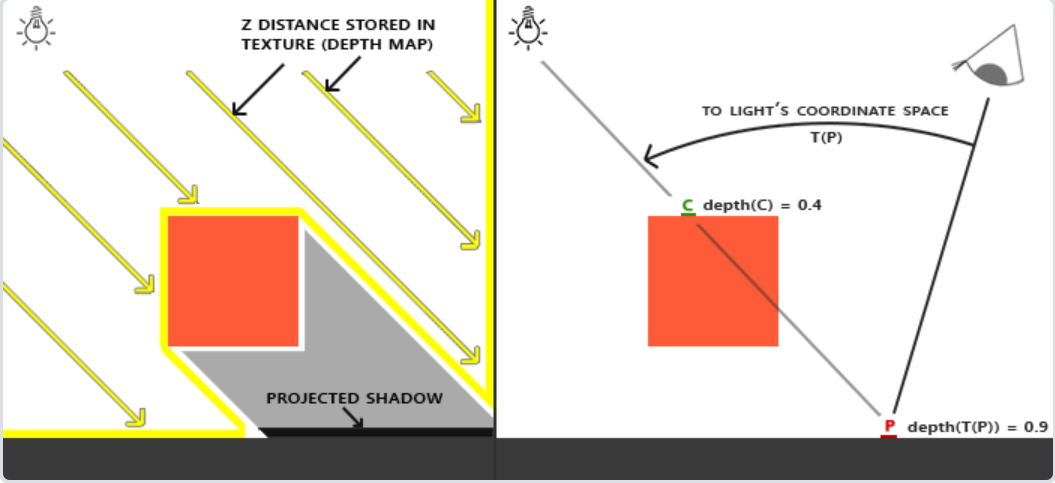 Z DISTANCE STORED IN
TEXTURE (DEPTH MAP)
PROJECTED SHADOW
TO LIGHT'S COORDINATE SPACE
T(P)
C depth(C) = 0.4
P depth(T(P)) = 0.9